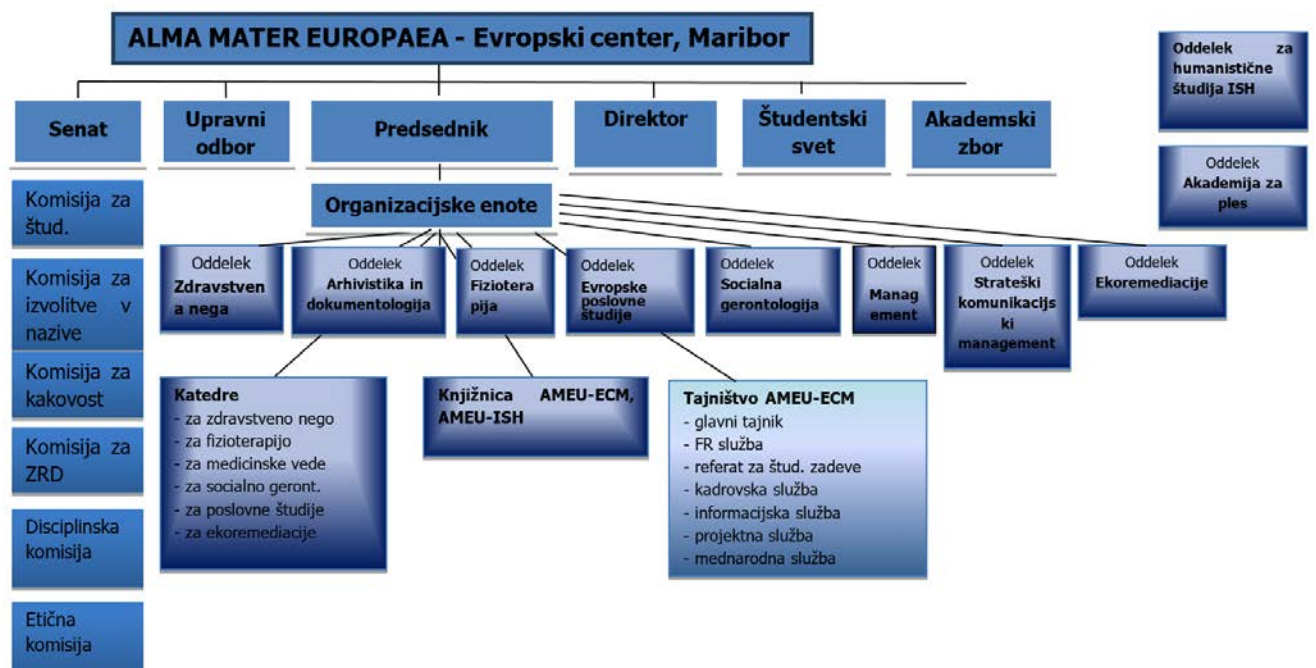 ALMA MATER EUROPAEA - Evropski center, Maribor
Oddelek za
humanistične
študija ISH
Oddelek
Akademija za
ples
Senat
Upravni
odbor
Predsednik
Direktor
Študentski
svet
Akademski
zbor
Organizacijske enote
Komisija za
štud.
Komisija za
izvolitve v
nazive
Komisija za
kakovost
Komisija za
ZRD
Disciplinska
komisija
Etična
komisija
Oddelek
Zdravstven
a nega
Oddelek
Arhivistika in
dokumentologija
Oddelek
Fiziotera
pija
Oddelek
Evropske
poslovne
študije
Oddelek
Socialna
gerontologija
Oddelek
Manag
ement
Oddelek
Strateški
komunikacijs
ki
management
Oddelek
Ekoremediacije
Katedre
- za zdravstveno nego
- za fizioterapijo
- za medicinske vede
- za socialno geront.
- za poslovne študije
- za ekoremediacije
Knjižnica AMEU-ECM,
AMEU-ISH
Tajništvo AMEU-ECM
- glavni tajnik
- FR služba
- referat za štud. zadeve
- kadrovska služba
- informacijska služba
- projektna služba
- mednarodna služba